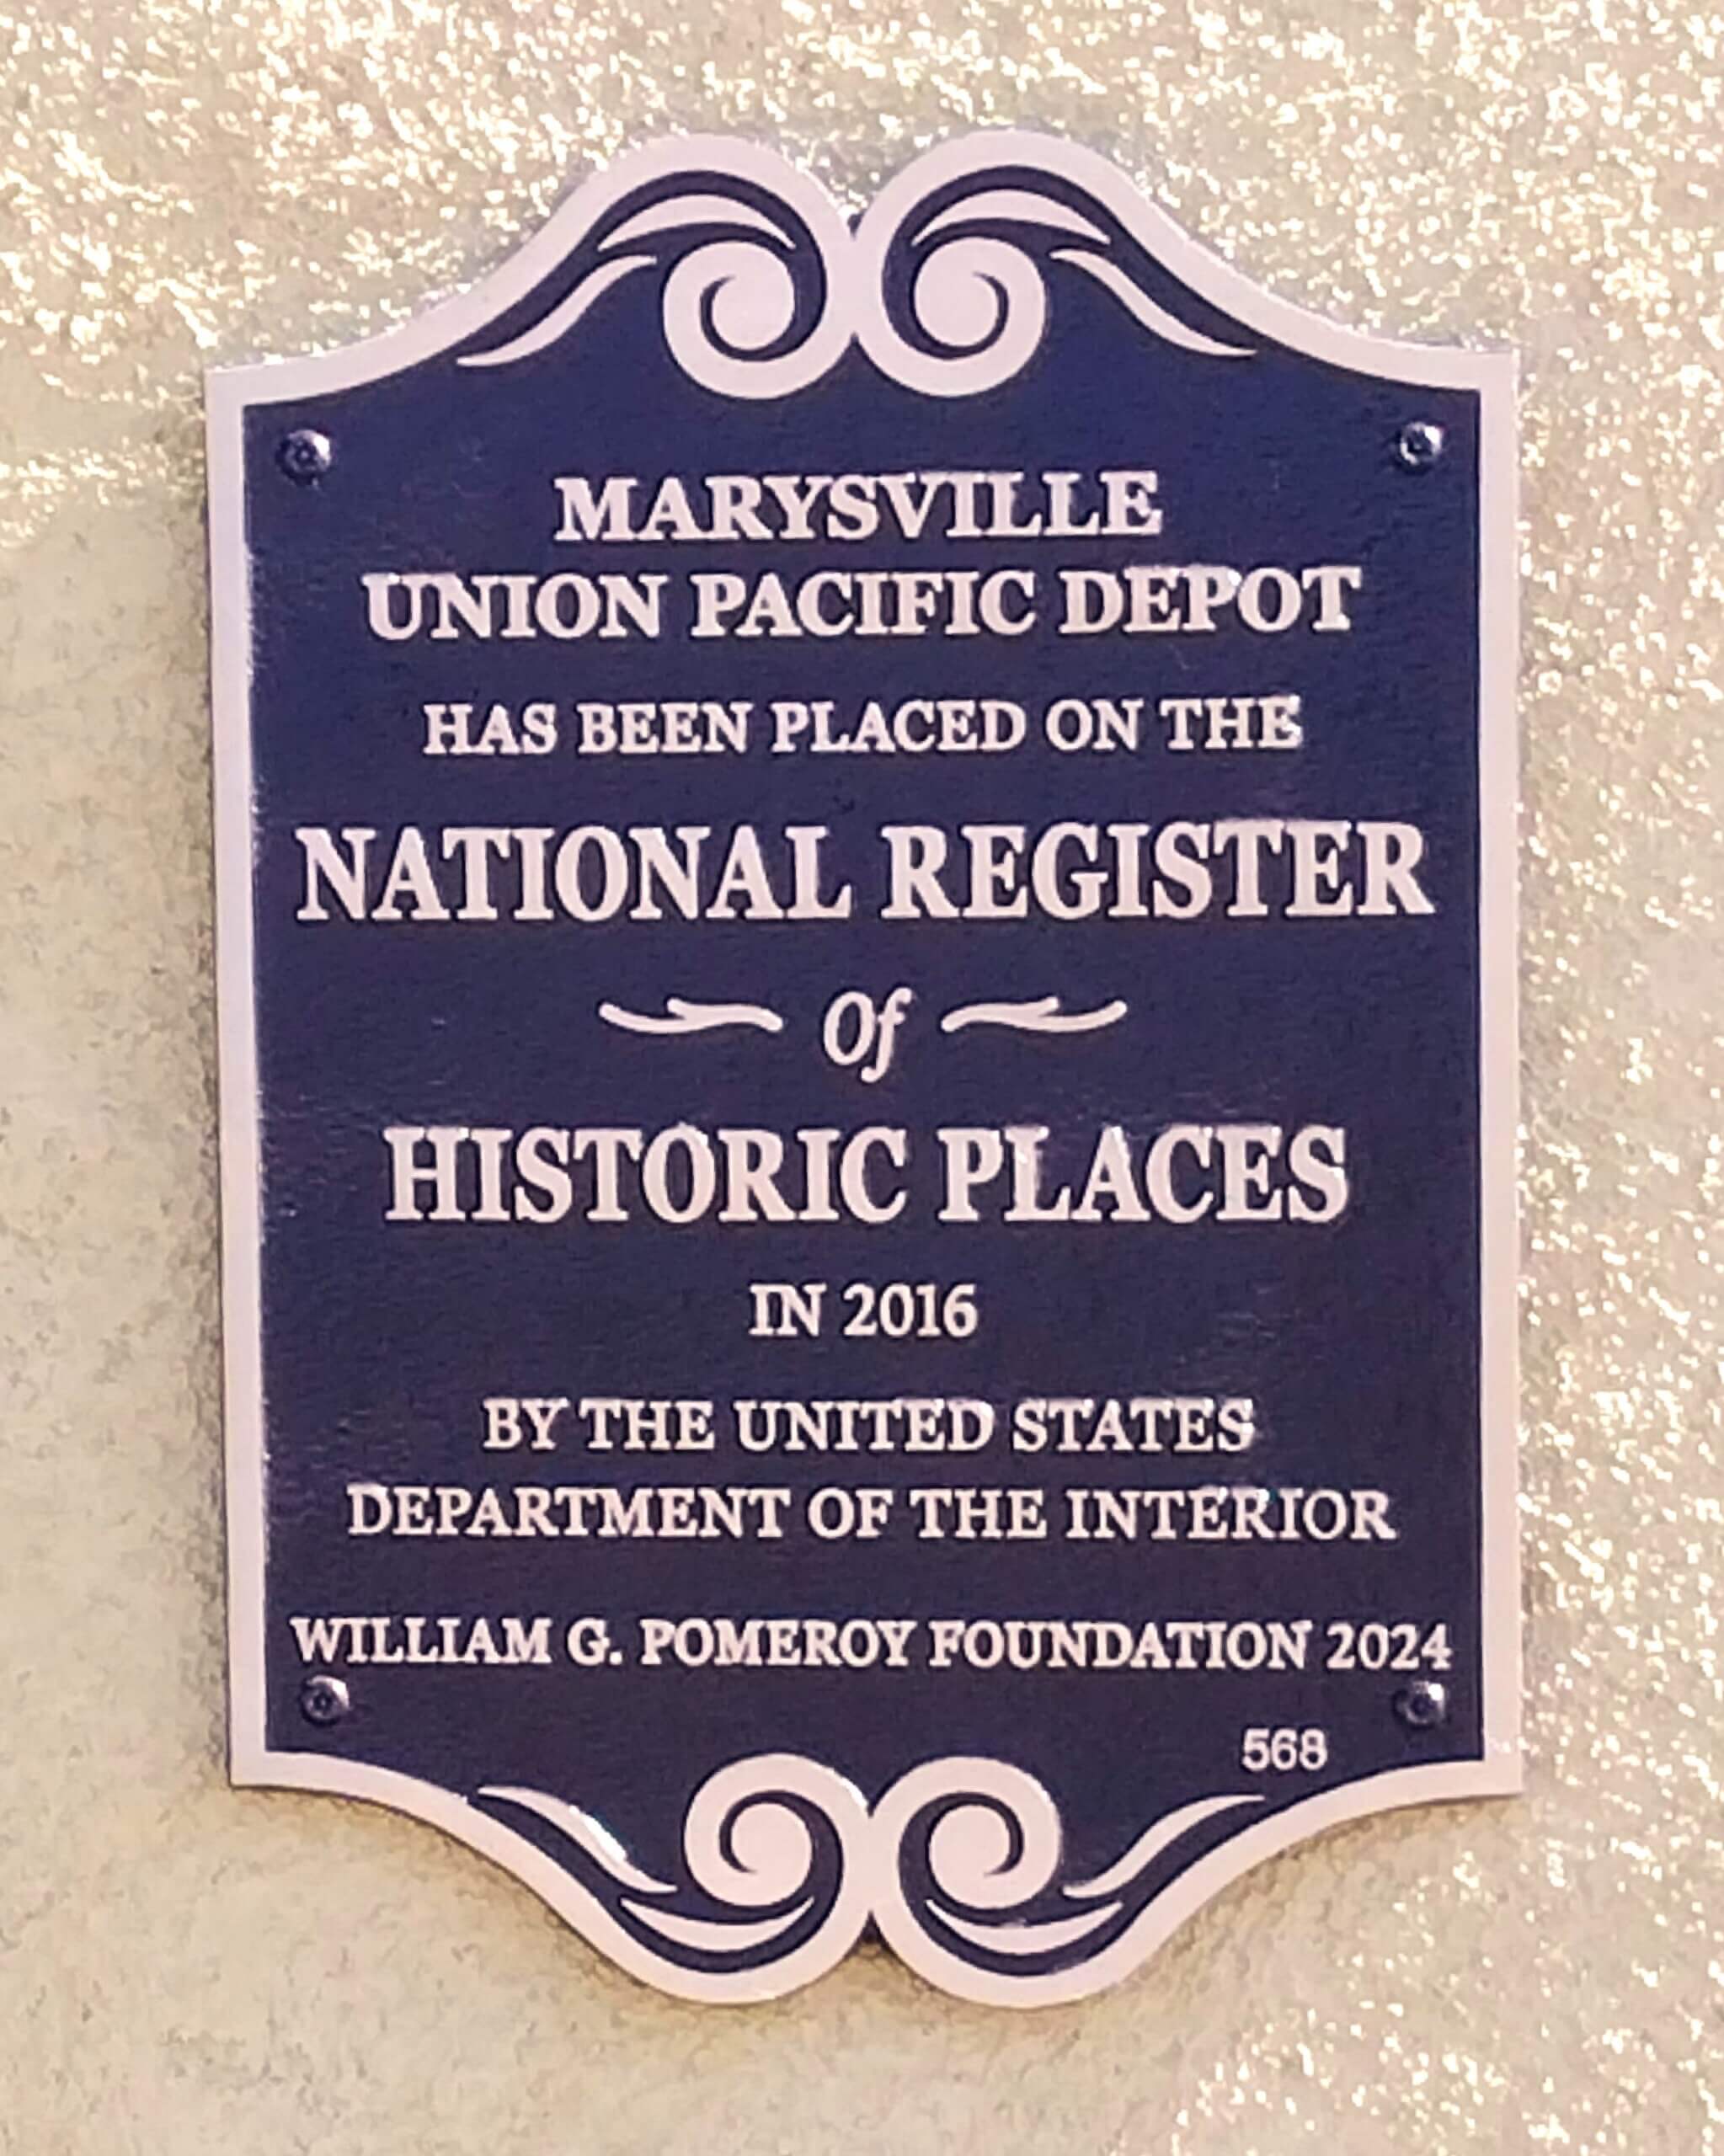 MARYSVILLE
UNION PACIFIC DEPOT
HAS BEEN PLACED ON THE
NATIONAL REGISTER
Of
HISTORIC PLACES
IN 2016
BY THE UNITED STATES
DEPARTMENT OF THE INTERIOR
WILLIAM G. POMEROY FOUNDATION 2024
568